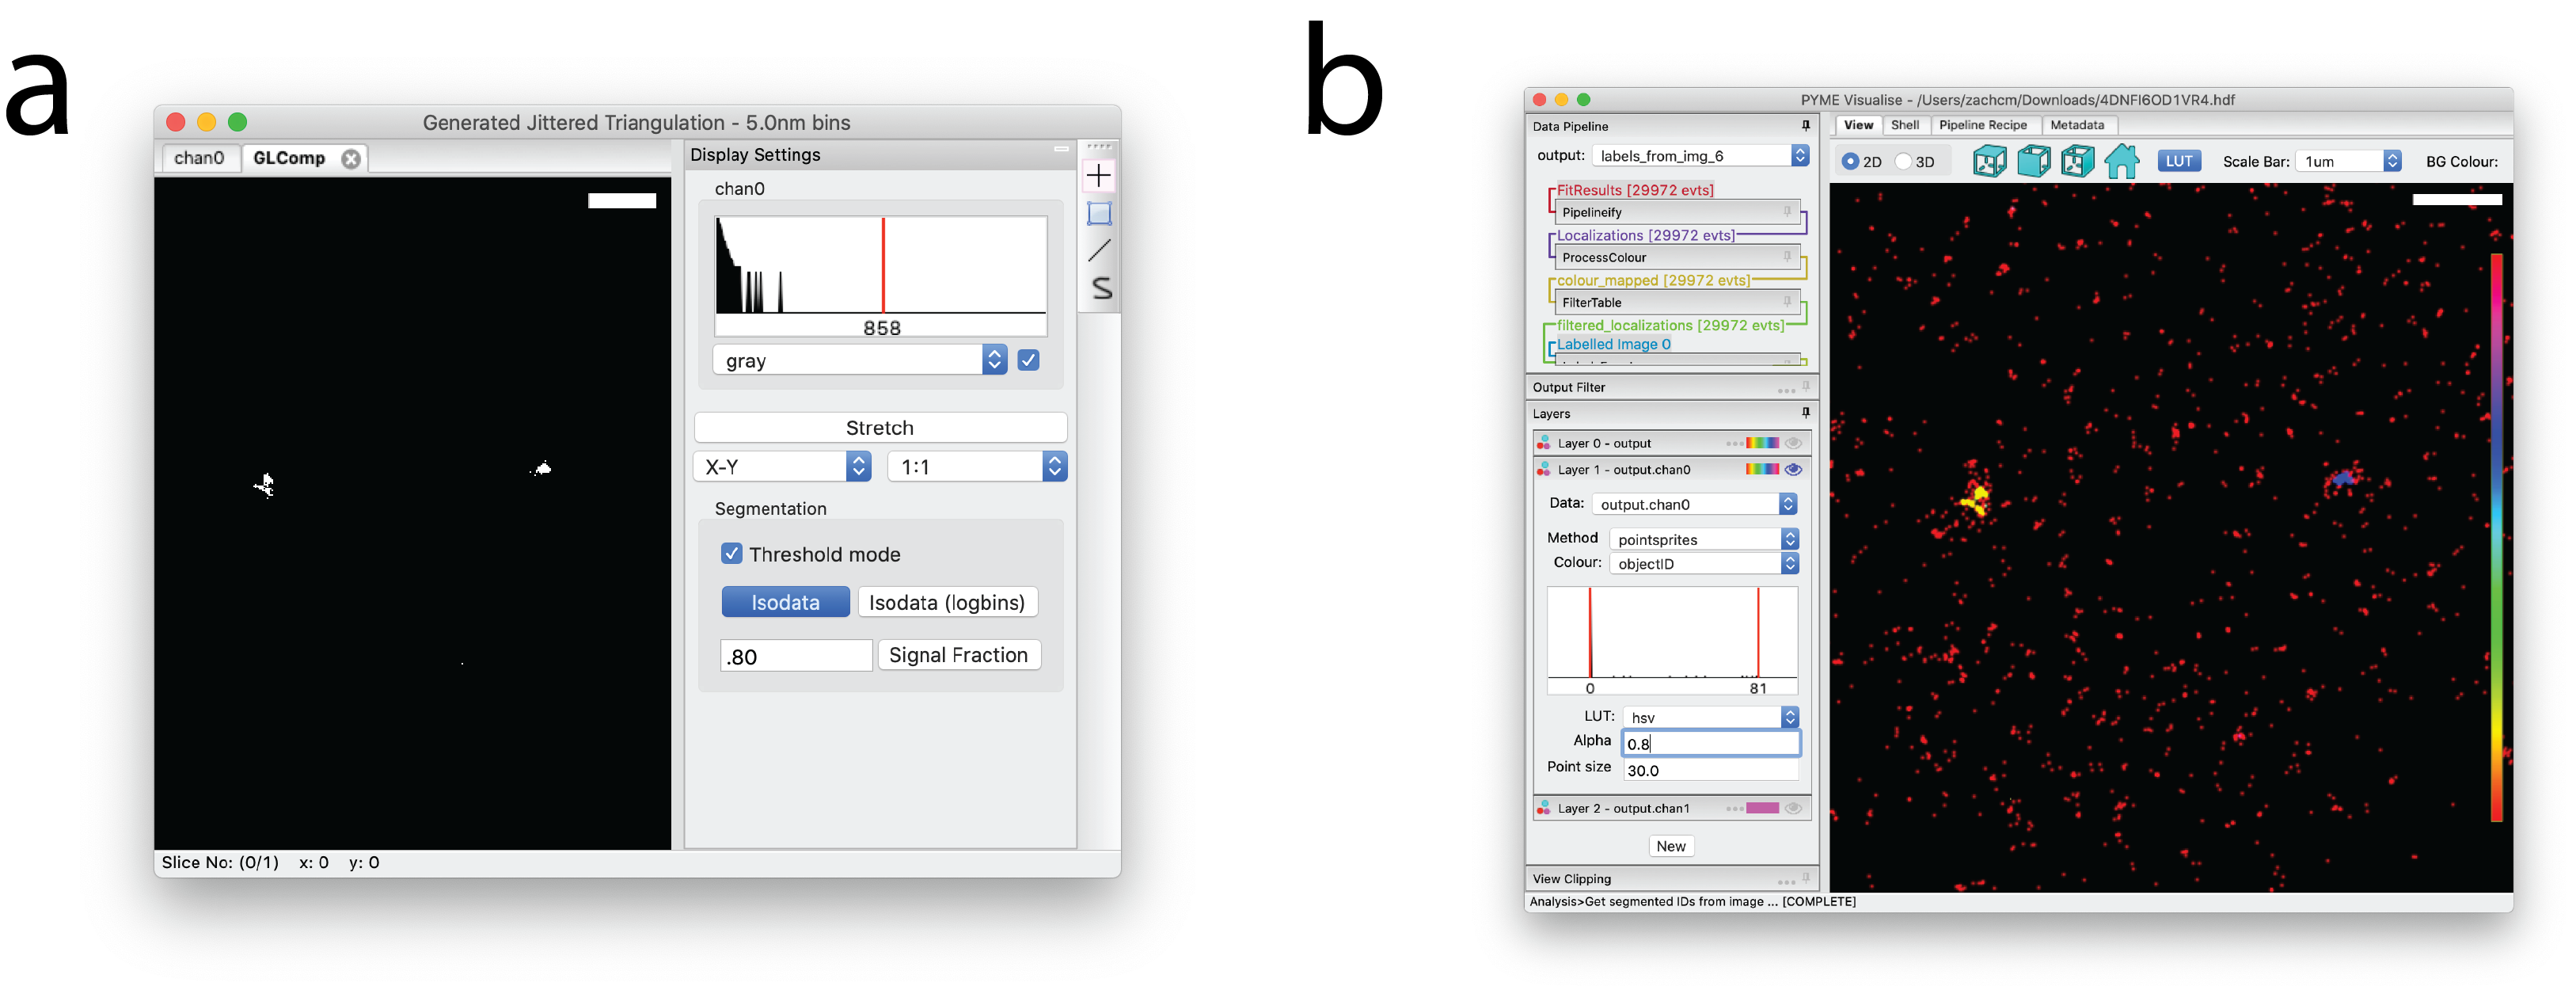 a
Generated Jittered Triangulation - 5.0nm bins
chan0 GLComp
Display Settings
chan0
858
gray
Stretch
X-Y 1:1
Segmentation
Threshold mode
Isodata Isodata (logbins)
.80 Signal Fraction
Slice No: (0/1) x: 0 y: 0
b
PYME Visualise - /Users/zachcm/Downloads/4DNFI6OD1VR4.hdf
Data Pipeline
output: labels_from_img_6
FitResults [29972 evts]
Pipelineify
Localizations [29972 evts]
ProcessColour
colour_mapped [29972 evts]
FilterTable
filtered_localizations [29972 evts]
Labelled Image 0
Output Filter
Layers
Layer 0 - output
Layer 1 - output.chan0
Data: output.chan0
Method pointsprites
Colour: objectID
0 81
LUT: hsv
Alpha 0.8
Point size 30.0
Layer 2 - output.chan1
New
View Clipping
View Shell Pipeline Recipe Metadata
2D 3D LUT Scale Bar: 1um BG Colour:
Analysis>Get segmented IDs from image ... [COMPLETE]